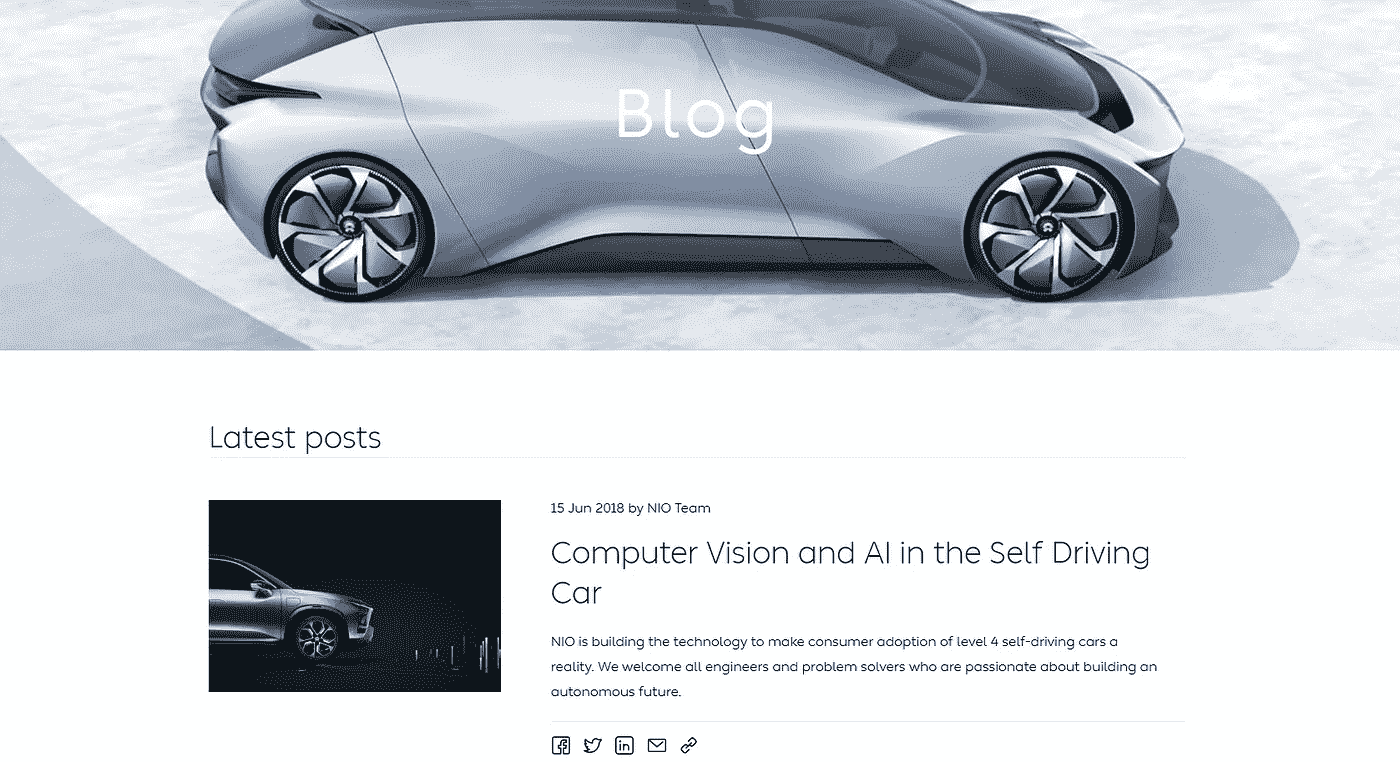 Blog
Latest posts
15 Jun 2018 by NIO Team
Computer Vision and AI in the Self Driving
Car
NIO is building the technology to make consumer adoption of level 4 self-driving cars a
reality. We welcome all engineers and problem solvers who are passionate about building an
autonomous future.